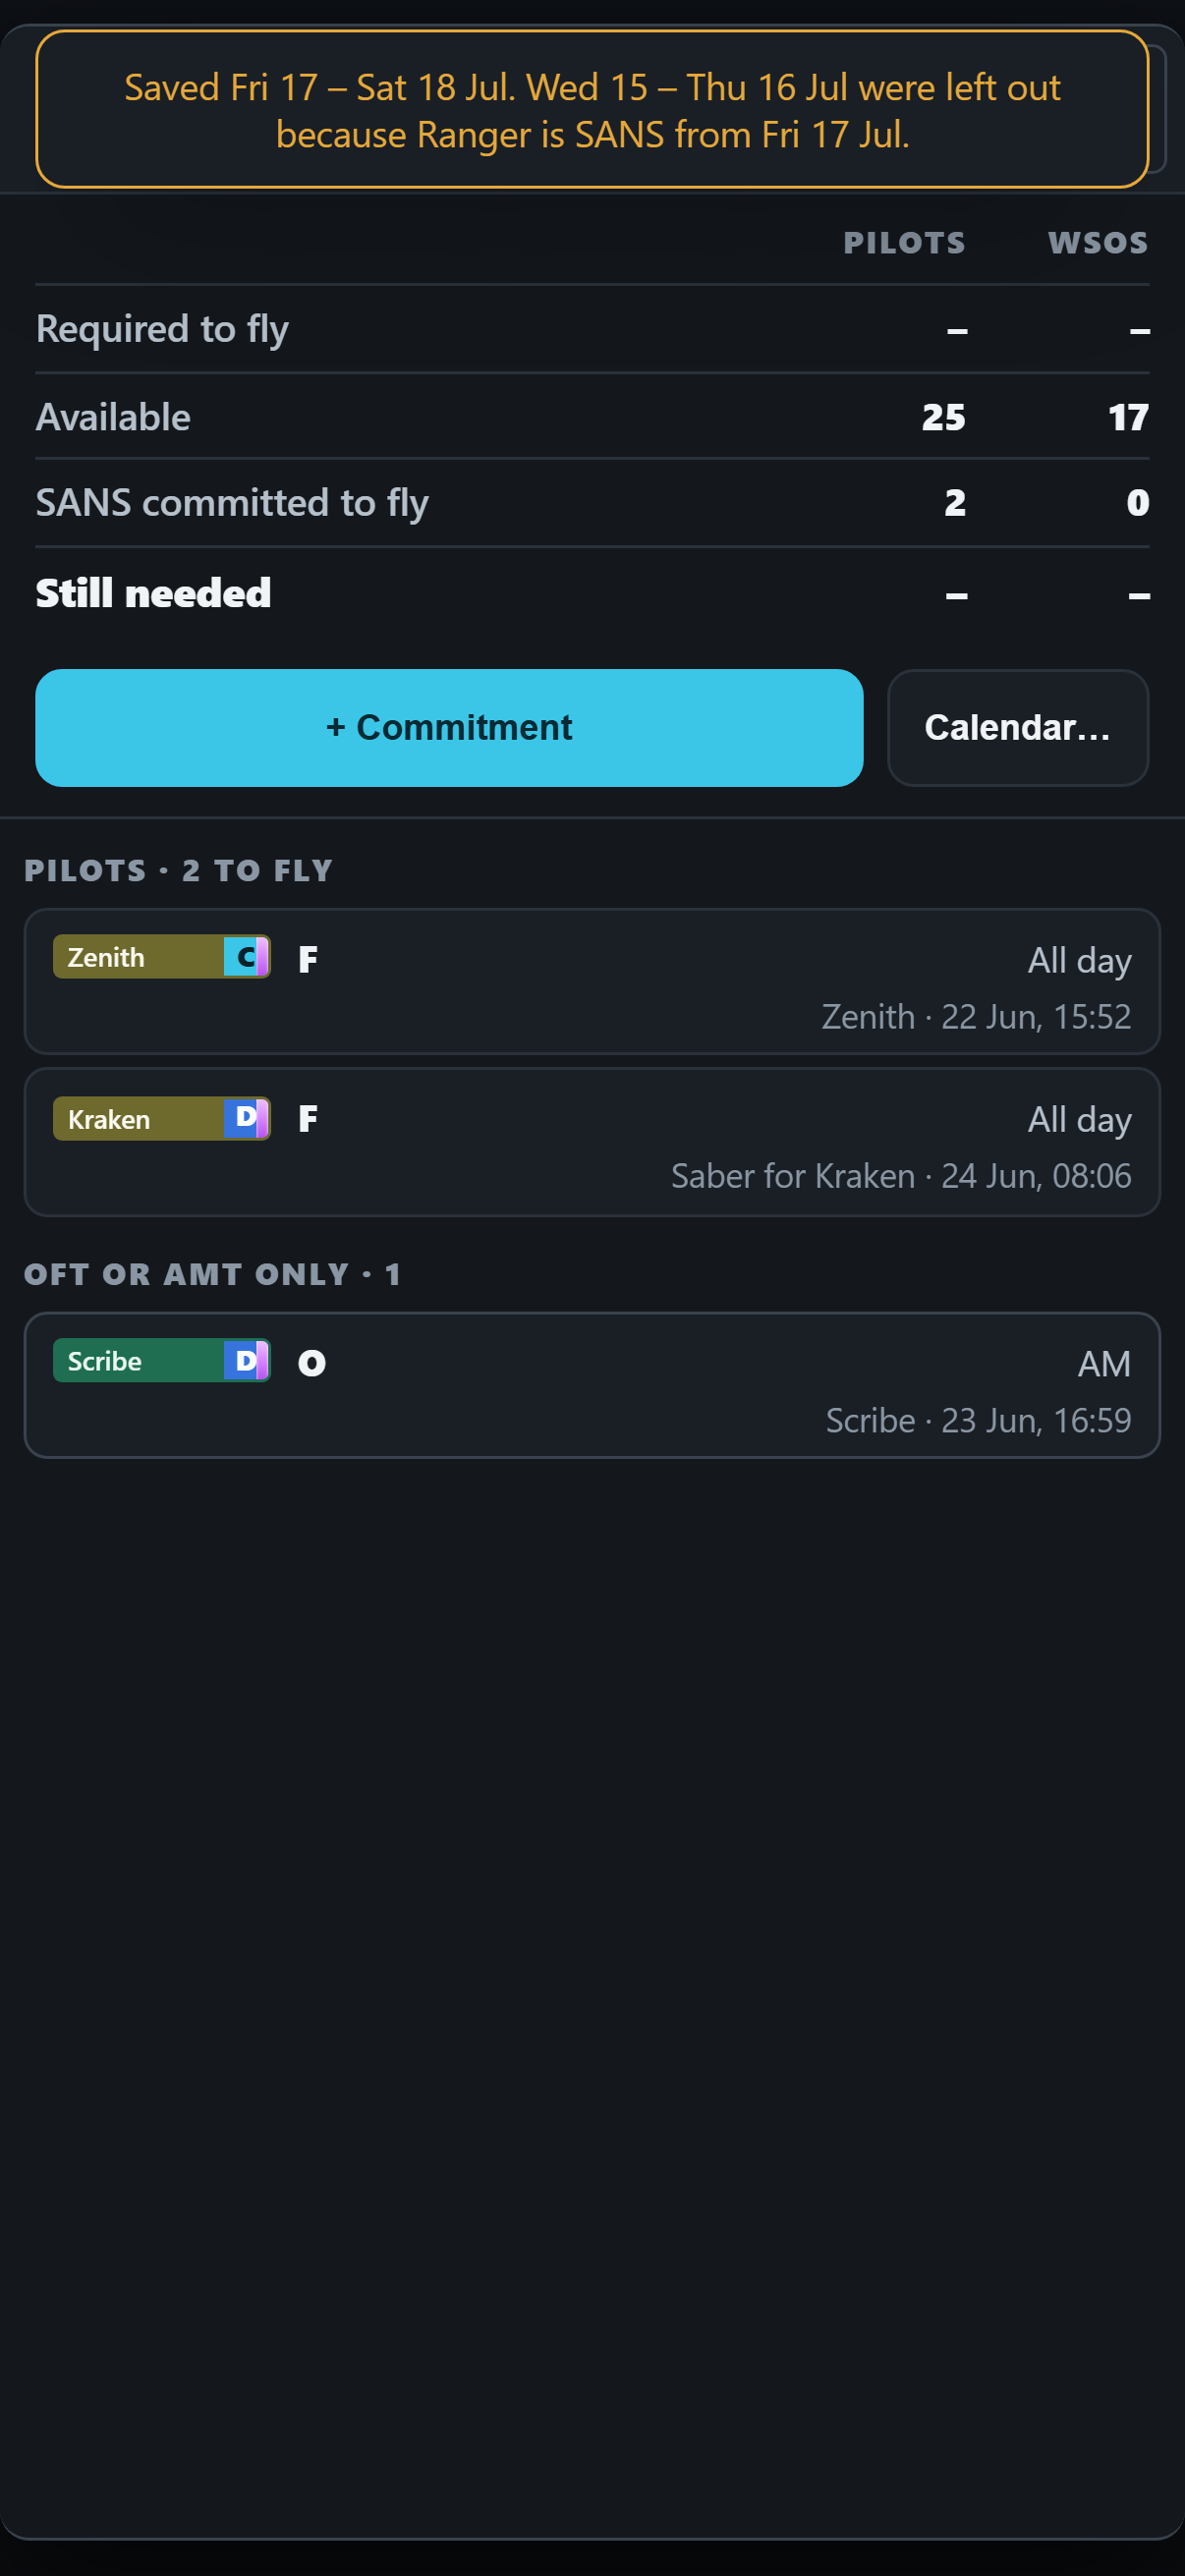 Saved Fri 17 – Sat 18 Jul. Wed 15 – Thu 16 Jul were left out
because Ranger is SANS from Fri 17 Jul.
PILOTS WSOS
Required to fly – –
Available 25 17
SANS committed to fly 2 0
Still needed – –
+ Commitment Calendar...
PILOTS · 2 TO FLY
Zenith C F All day
Zenith · 22 Jun, 15:52
Kraken D F All day
Saber for Kraken · 24 Jun, 08:06
OFT OR AMT ONLY · 1
Scribe D O AM
Scribe · 23 Jun, 16:59